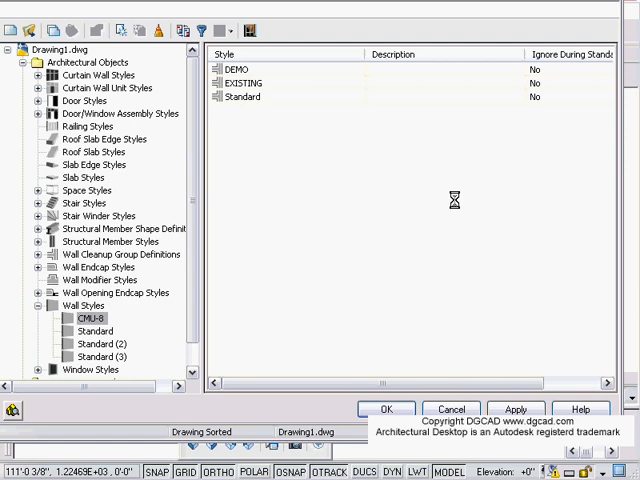 Drawing1.dwg
Architectural Objects
Curtain Wall Styles
Curtain Wall Unit Styles
Door Styles
Door/Window Assembly Styles
Railing Styles
Roof Slab Edge Styles
Roof Slab Styles
Slab Edge Styles
Slab Styles
Space Styles
Stair Styles
Stair Winder Styles
Structural Member Shape Definit
Structural Member Styles
Wall Cleanup Group Definitions
Wall Endcap Styles
Wall Modifier Styles
Wall Opening Endcap Styles
Wall Styles
CMU-8
Standard
Standard (2)
Standard (3)
Window Styles
Style Description Ignore During Standa
DEMO No
EXISTING No
Standard No
OK Cancel Apply Help
Copyright DGCAD www.dgcad.com
Architectural Desktop is an Autodesk registerd trademark
Drawing Sorted Drawing1.dwg
111'-0 3/8", 1.22469E+03 , 0'-0" SNAP GRID ORTHO POLAR OSNAP OTRACK DUCS DYN LWT MODEL Elevation: +0"